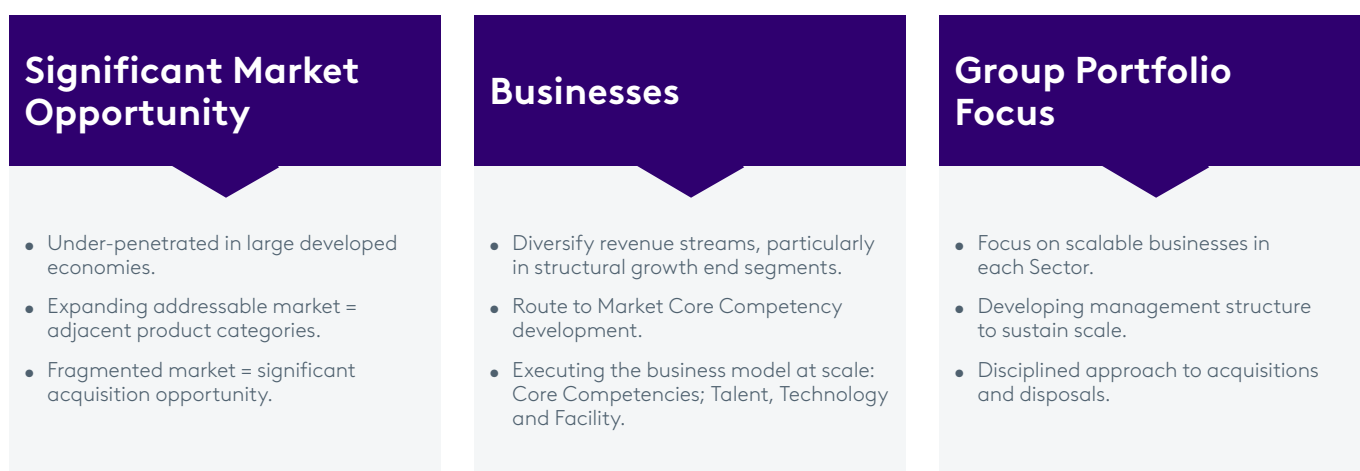 Significant Market
Opportunity
• Under-penetrated in large developed
economies.
• Expanding addressable market =
adjacent product categories.
• Fragmented market = significant
acquisition opportunity.
Businesses
• Diversify revenue streams, particularly
in structural growth end segments.
• Route to Market Core Competency
development.
• Executing the business model at scale:
Core Competencies; Talent, Technology
and Facility.
Group Portfolio
Focus
• Focus on scalable businesses in
each Sector.
• Developing management structure
to sustain scale.
• Disciplined approach to acquisitions
and disposals.